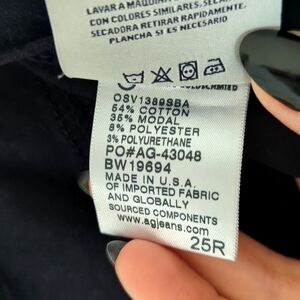 LAVAR A MAQUINA
CON COLORES SIMILARES. SECAR
SECADORA RETIRAR RAPIDAMENTE.
PLANCHA SI ES NECESARIO.
GOLDSCHMIED
OSV1389SBA
54% COTTON
35% MODAL
8% POLYESTER
3% POLYURETHANE
PO#AG-43048
BW19694
MADE IN U.S.A.
OF IMPORTED FABRIC
AND GLOBALLY
SOURCED COMPONENTS
www.agjeans.com
25R